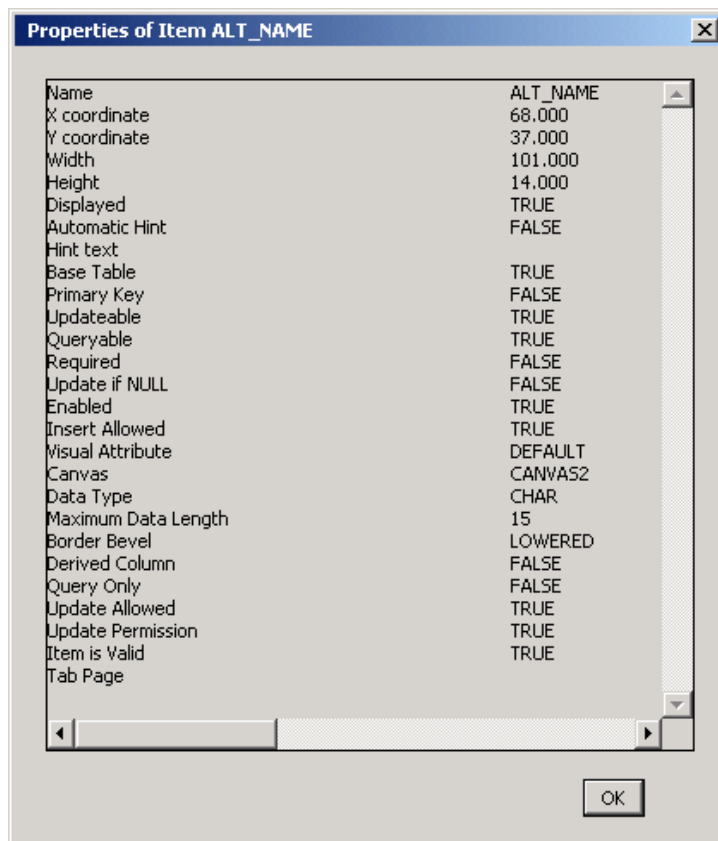 Properties of Item ALT_NAME
Name ALT_NAME
X coordinate 68.000
Y coordinate 37.000
Width 101.000
Height 14.000
Displayed TRUE
Automatic Hint FALSE
Hint text
Base Table TRUE
Primary Key FALSE
Updateable TRUE
Queryable TRUE
Required FALSE
Update if NULL FALSE
Enabled TRUE
Insert Allowed TRUE
Visual Attribute DEFAULT
Canvas CANVAS2
Data Type CHAR
Maximum Data Length 15
Border Bevel LOWERED
Derived Column FALSE
Query Only FALSE
Update Allowed TRUE
Update Permission TRUE
Item is Valid TRUE
Tab Page
OK